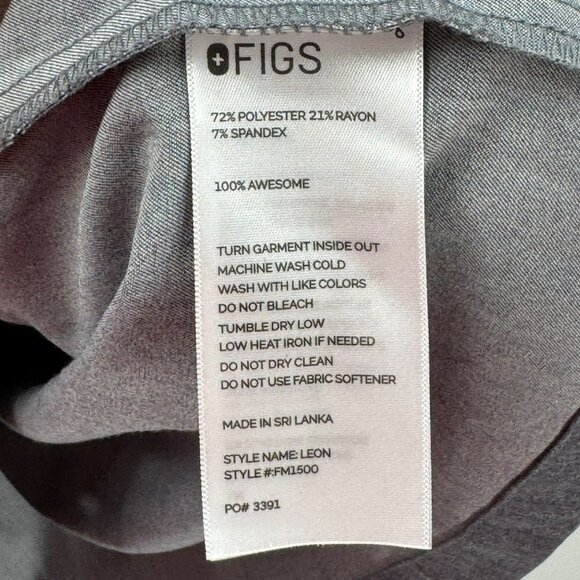 FIGS
72% POLYESTER 21% RAYON
7% SPANDEX
100% AWESOME
TURN GARMENT INSIDE OUT
MACHINE WASH COLD
WASH WITH LIKE COLORS
DO NOT BLEACH
TUMBLE DRY LOW
LOW HEAT IRON IF NEEDED
DO NOT DRY CLEAN
DO NOT USE FABRIC SOFTENER
MADE IN SRI LANKA
STYLE NAME: LEON
STYLE #:FM1500
PO# 3391